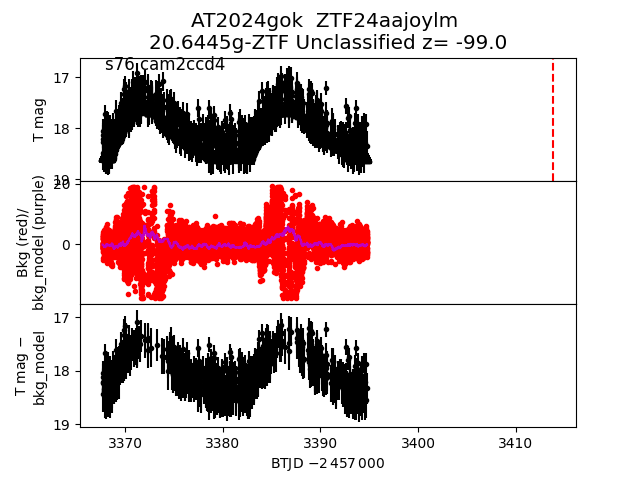 AT2024gok  ZTF24aajoylm
20.6445g-ZTF Unclassified z= -99.0
s76 cam2ccd4
17
18
19
T mag
20
0
Bkg (red)/
bkg_model (purple)
17
18
19
T mag −
bkg_model
3370 3380 3390 3400 3410
BTJD −2 457 000